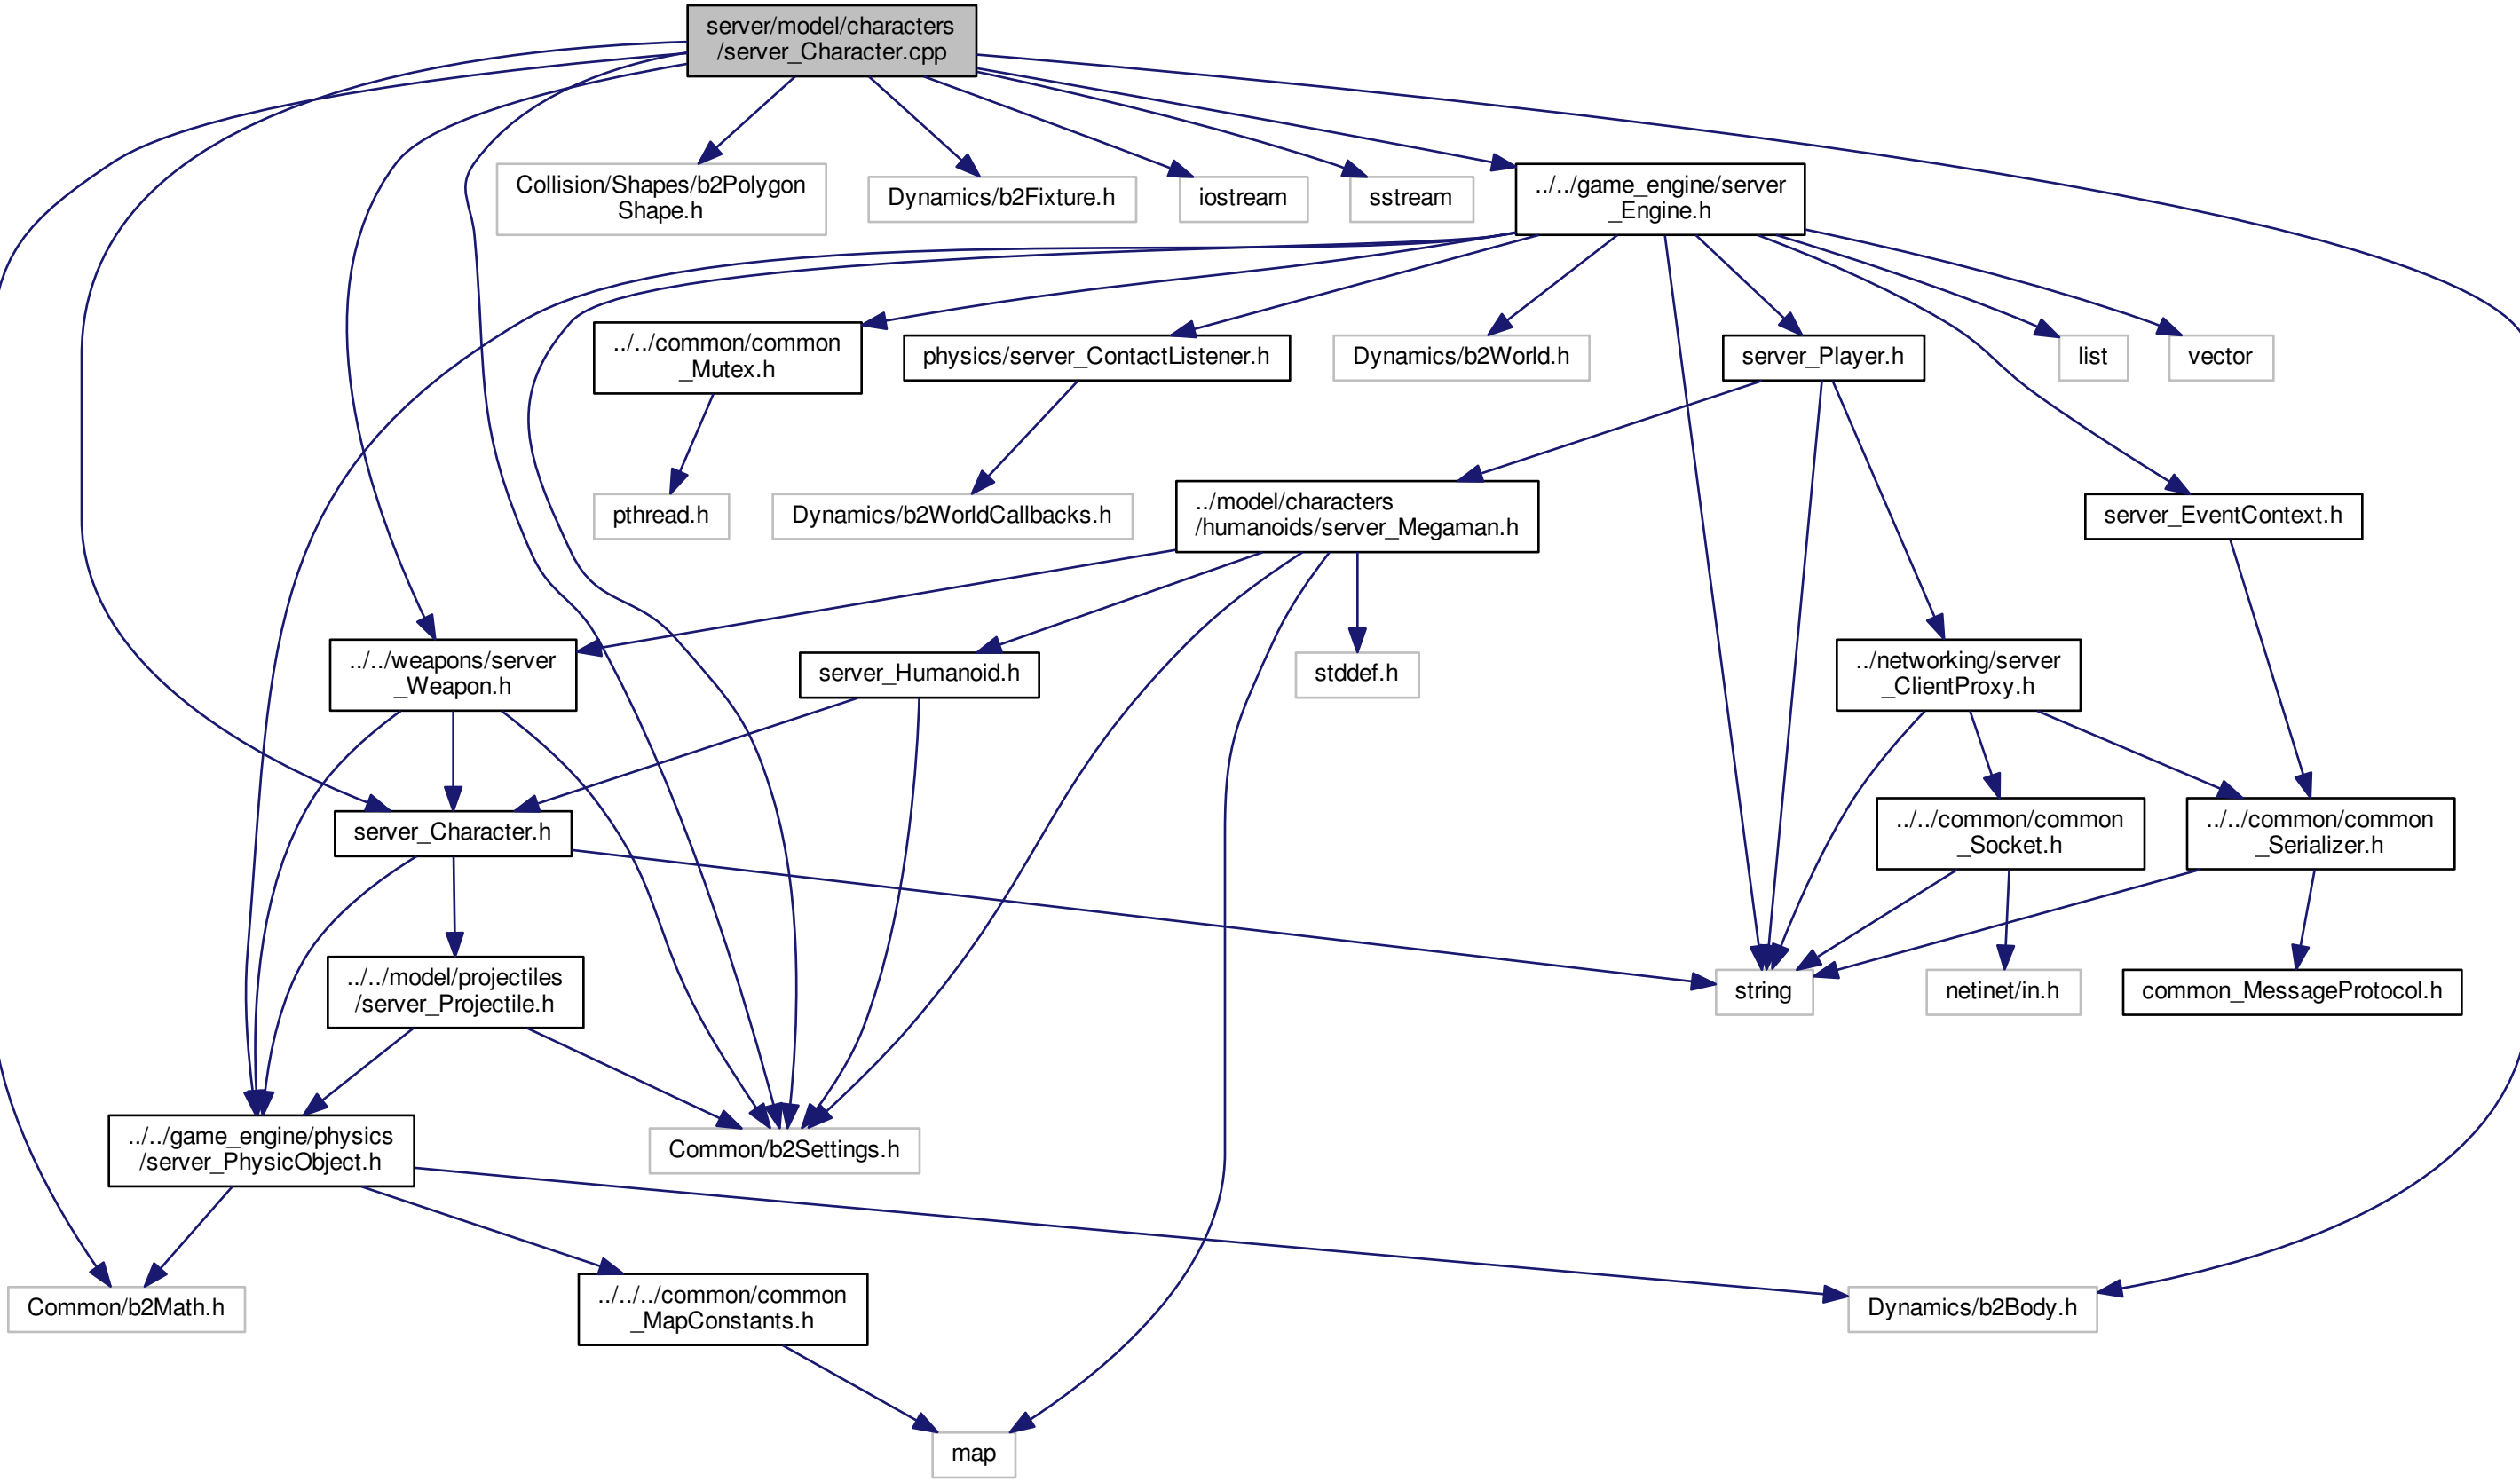 server/model/characters
/server_Character.cpp
Collision/Shapes/b2Polygon
Shape.h
Dynamics/b2Fixture.h
iostream
sstream
../../game_engine/server
_Engine.h
../../common/common
_Mutex.h
physics/server_ContactListener.h
Dynamics/b2World.h
server_Player.h
list
vector
pthread.h
Dynamics/b2WorldCallbacks.h
../model/characters
/humanoids/server_Megaman.h
server_EventContext.h
../../weapons/server
_Weapon.h
server_Humanoid.h
stddef.h
../networking/server
_ClientProxy.h
server_Character.h
../../common/common
_Socket.h
../../common/common
_Serializer.h
../../model/projectiles
/server_Projectile.h
string
netinet/in.h
common_MessageProtocol.h
../../game_engine/physics
/server_PhysicObject.h
Common/b2Settings.h
Common/b2Math.h
../../../common/common
_MapConstants.h
Dynamics/b2Body.h
map